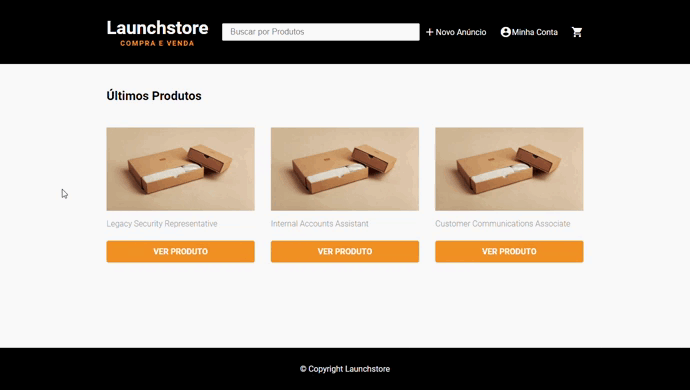 Launchstore
COMPRA E VENDA
Buscar por Produtos
Novo Anúncio
Minha Conta
Últimos Produtos
Legacy Security Representative
Internal Accounts Assistant
Customer Communications Associate
VER PRODUTO
VER PRODUTO
VER PRODUTO
© Copyright Launchstore